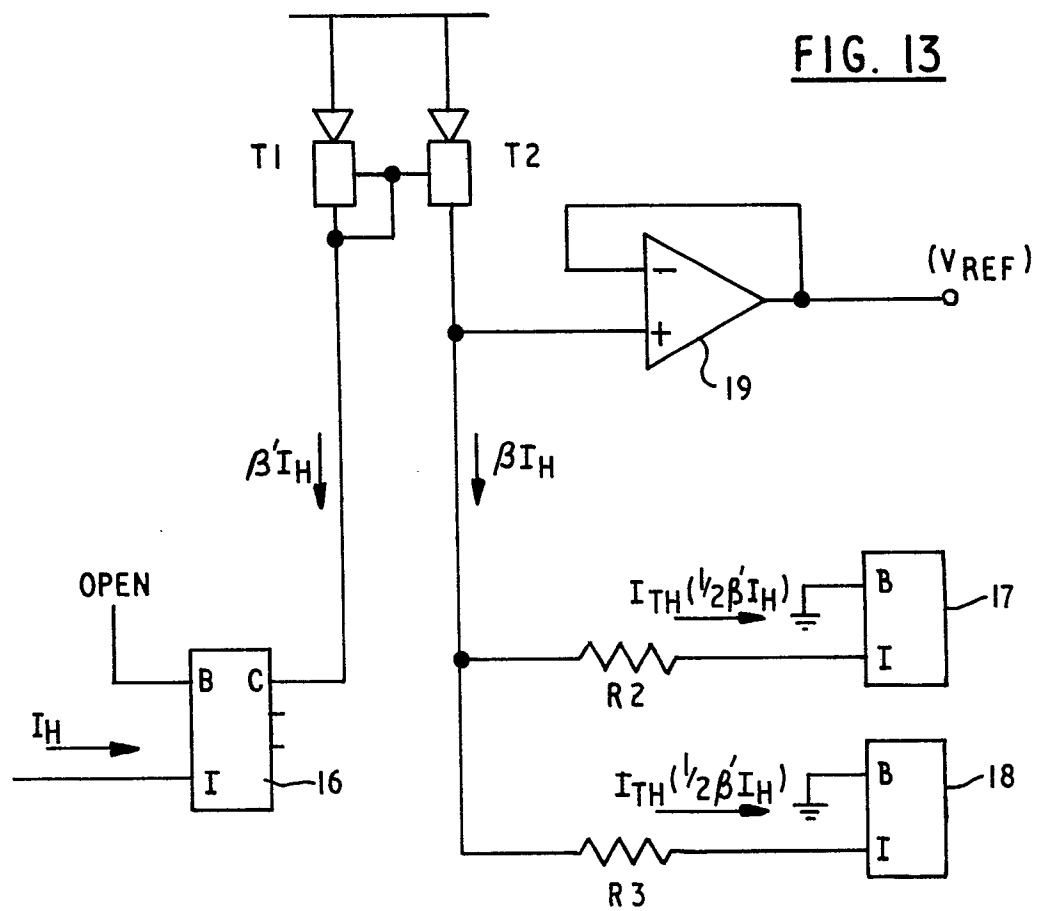 FIG. 13
T1
T2
(VREF)
−
+
19
β'IH
βIH
OPEN
ITH(1/2β'IH)
B
17
I
R2
B C
IH
I
16
ITH(1/2β'IH)
B
18
I
R3